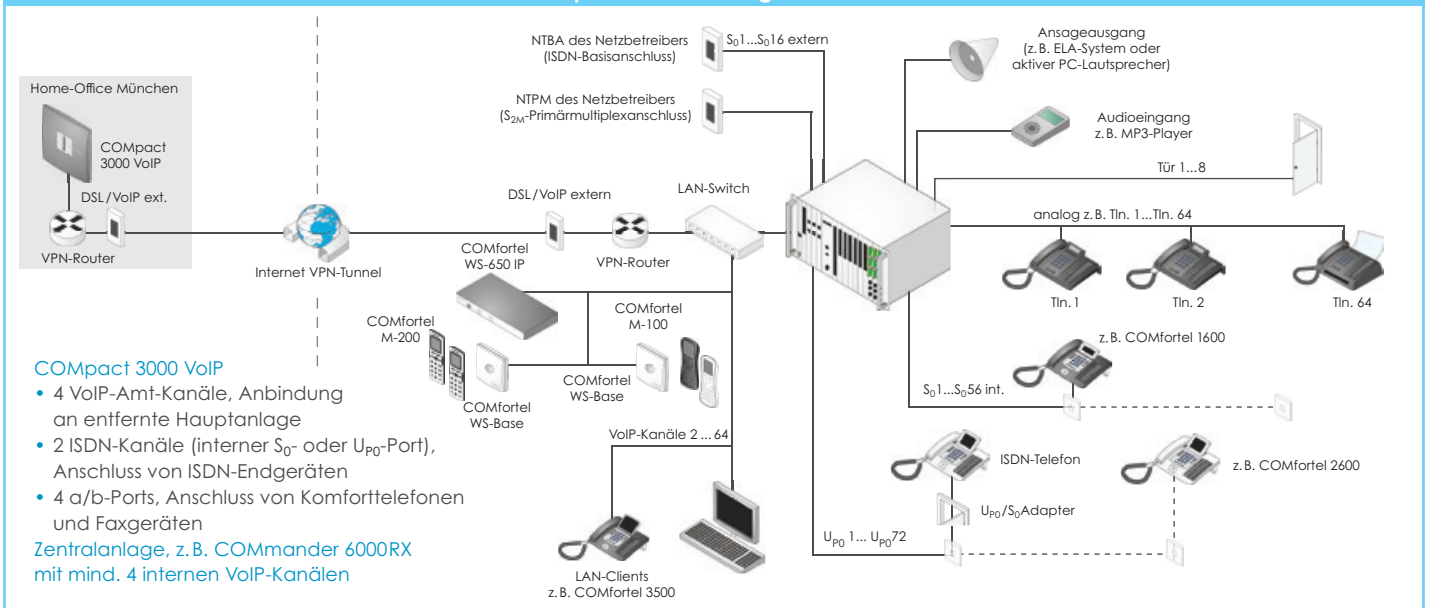 Home-Office München
COMpact
3000 VoIP
DSL/VoIP ext.
VPN-Router
Internet VPN-Tunnel
NTBA des Netzbetreibers
(ISDN-Basisanschluss)
S₀1...S₀16 extern
NTPM des Netzbetreibers
(S₂M-Primärmultiplexanschluss)
DSL/VoIP extern
VPN-Router
LAN-Switch
COMfortel
WS-650 IP
COMfortel
M-200
COMfortel
WS-Base
COMfortel
M-100
COMfortel
WS-Base
VoIP-Kanäle 2 ... 64
LAN-Clients
z.B. COMfortel 3500
Ansageausgang
(z.B. ELA-System oder
aktiver PC-Lautsprecher)
Audioeingang
z.B. MP3-Player
Tür 1...8
analog z.B. Tln. 1...Tln. 64
Tln. 1
Tln. 2
Tln. 64
z.B. COMfortel 1600
S₀1...S₀56 int.
ISDN-Telefon
z.B. COMfortel 2600
UP0/S₀Adapter
UP0 1... UP072
COMpact 3000 VoIP
• 4 VoIP-Amt-Kanäle, Anbindung
an entfernte Hauptanlage
• 2 ISDN-Kanäle (interner S₀- oder UP0-Port),
Anschluss von ISDN-Endgeräten
• 4 a/b-Ports, Anschluss von Komforttelefonen
und Faxgeräten
Zentralanlage, z.B. COMmander 6000RX
mit mind. 4 internen VoIP-Kanälen